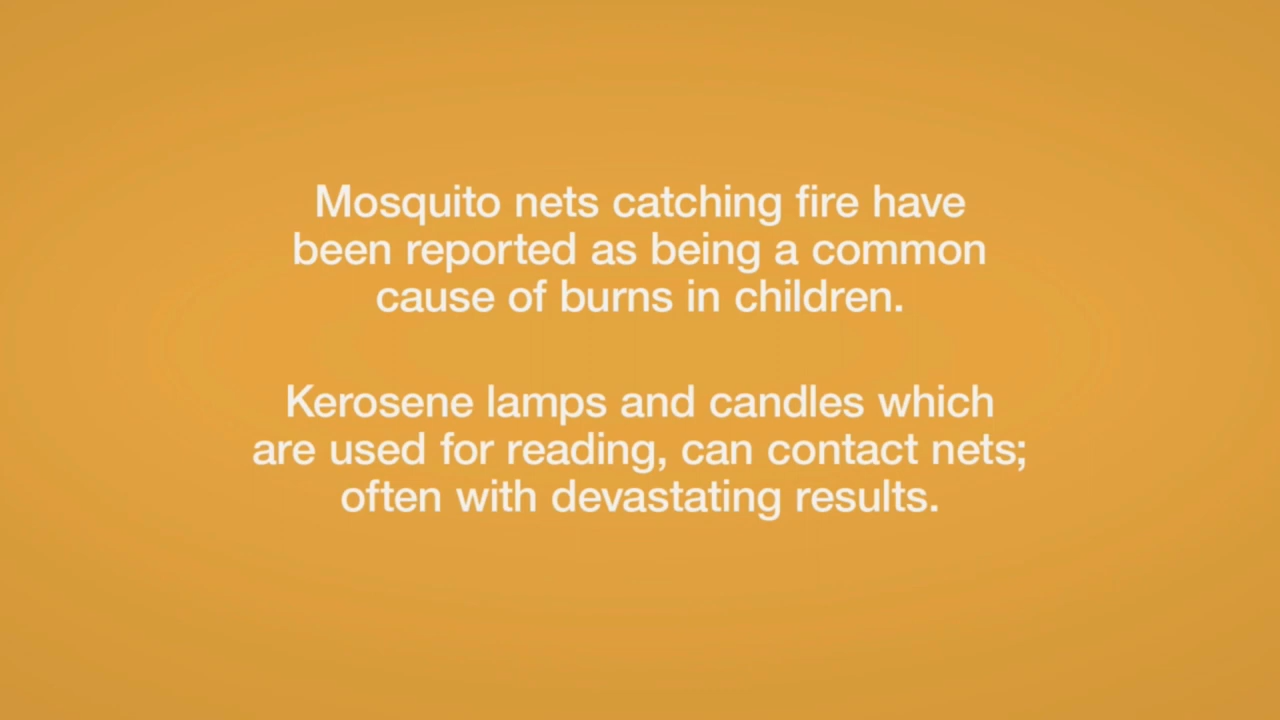 Mosquito nets catching fire have
been reported as being a common
cause of burns in children.
Kerosene lamps and candles which
are used for reading, can contact nets;
often with devastating results.